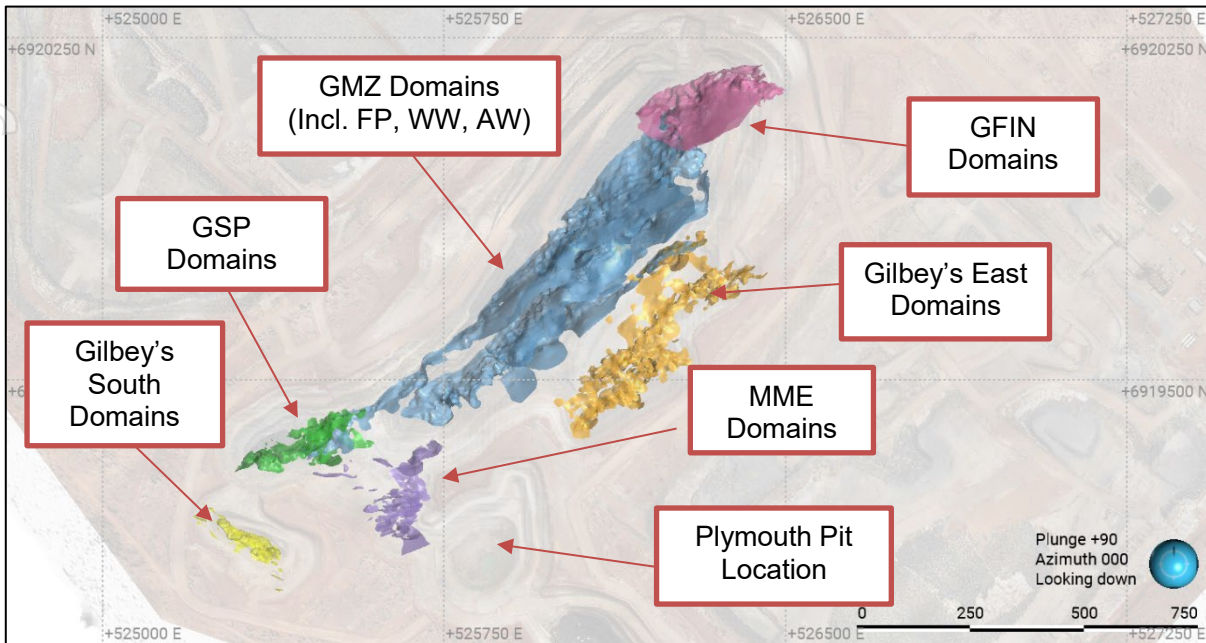 +525000 E
+525750 E
+526500 E
+527250 E
+6920250 N
+6920250 N
GMZ Domains
(Incl. FP, WW, AW)
GFIN
Domains
GSP
Domains
Gilbey's East
Domains
Gilbey's
South
Domains
MME
Domains
+6919500 N
Plymouth Pit
Location
Plunge +90
Azimuth 000
Looking down
0 250 500 750
+525000 E
+525750 E
+526500 E
+527250 E